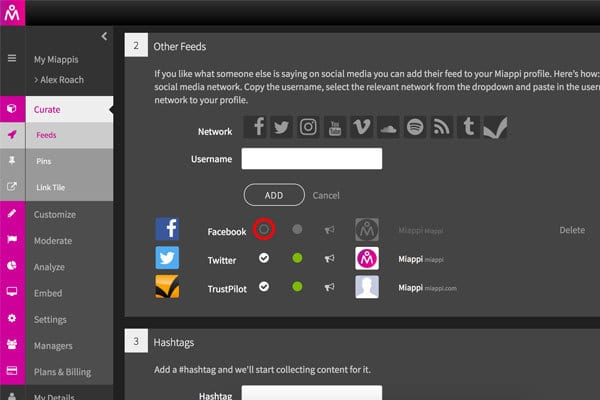 My Miappis
> Alex Roach
Curate
Feeds
Pins
Link Tile
Customize
Moderate
Analyze
Embed
Settings
Managers
Plans & Billing
My Details
2 Other Feeds
If you like what someone else is saying on social media you can add their feed to your Miappi profile. Here's how:
social media network. Copy the username, select the relevant network from the dropdown and paste in the usern
network to your profile.
Network
You Tube
Username
ADD Cancel
Facebook Miappi Miappi Delete
Twitter Miappi miappi
TrustPilot Miappi miappi.com
3 Hashtags
Add a #hashtag and we'll start collecting content for it.
Hashtag